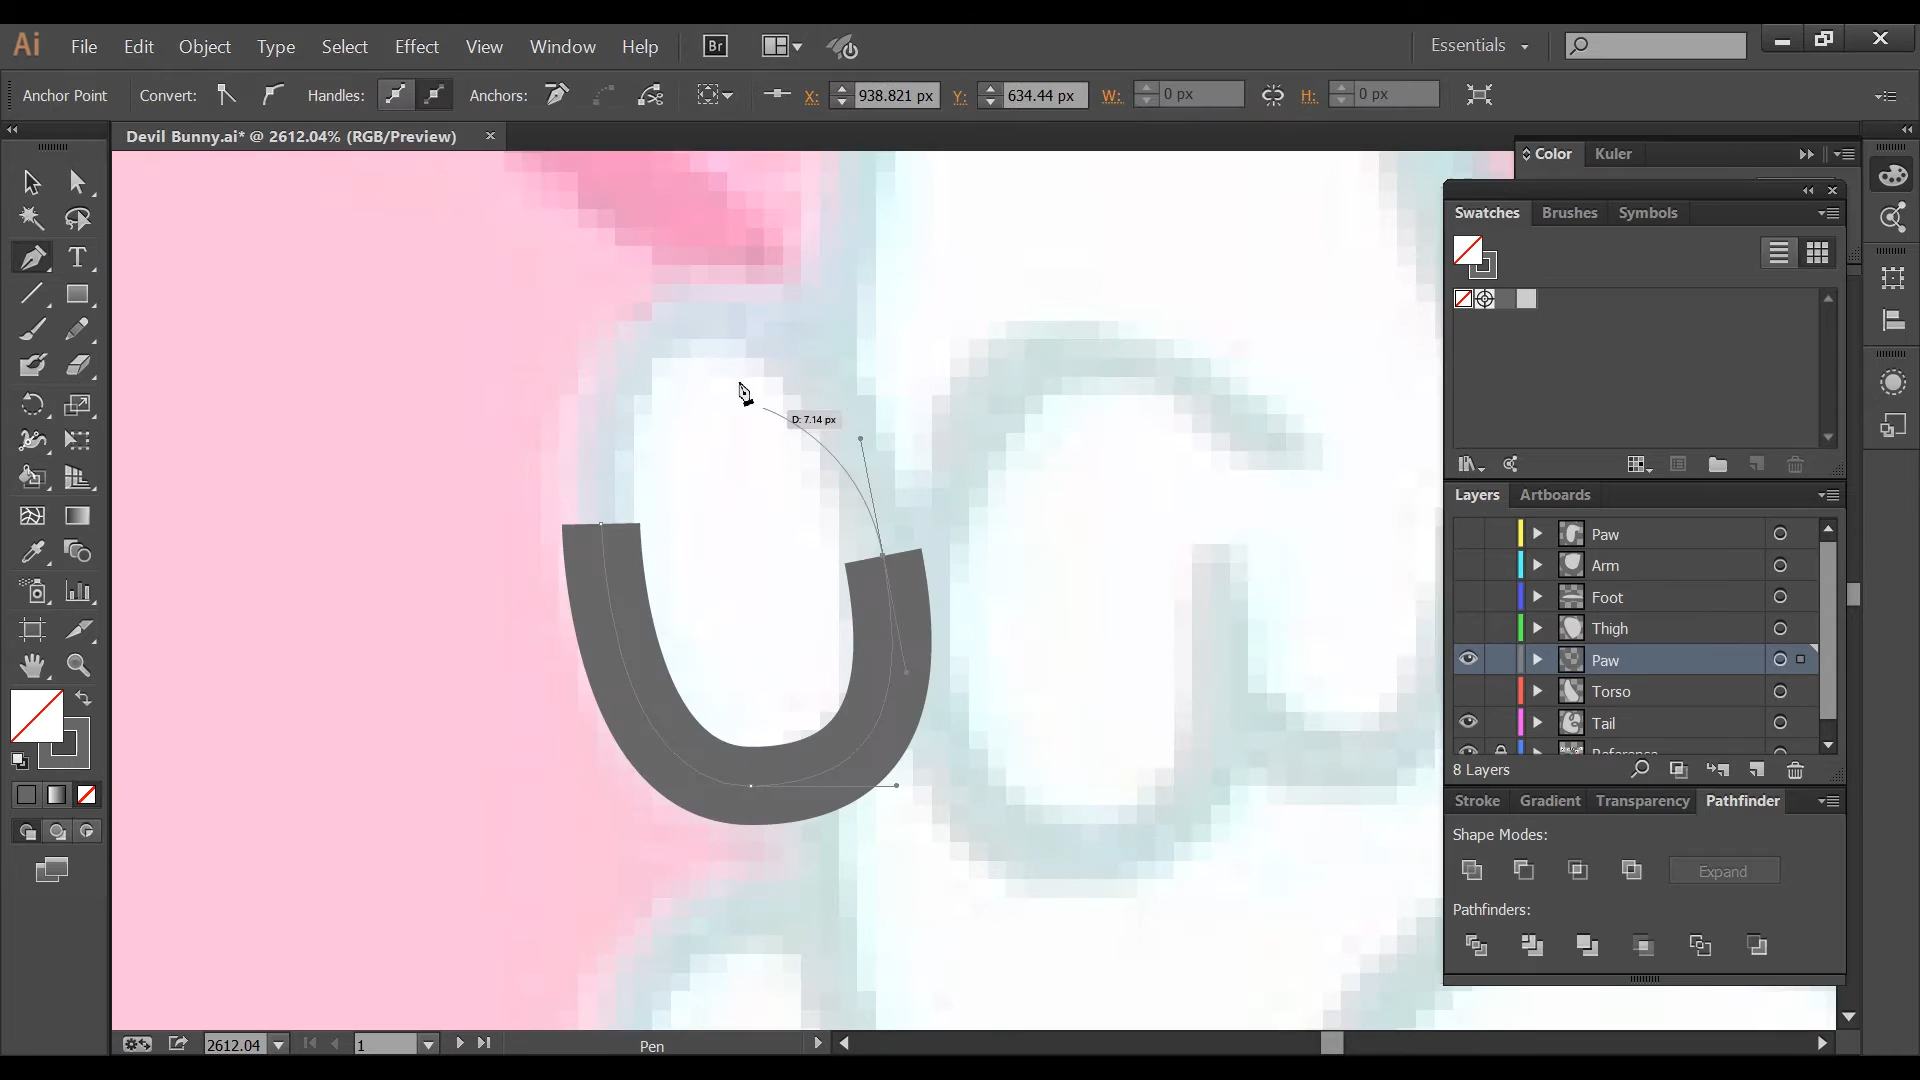 Ai File Edit Object Type Select Effect View Window Help Br Essentials
Anchor Point Convert: Handles: Anchors: X: 938.821 px Y: 634.44 px W: 0 px H: 0 px
Devil Bunny.ai* @ 2612.04% (RGB/Preview)
Color Kuler
Swatches Brushes Symbols
D: 7.14 px
Layers Artboards
Paw
Arm
Foot
Thigh
Paw
Torso
Tail
Reference
8 Layers
Stroke Gradient Transparency Pathfinder
Shape Modes:
Expand
Pathfinders:
2612.04 1 Pen